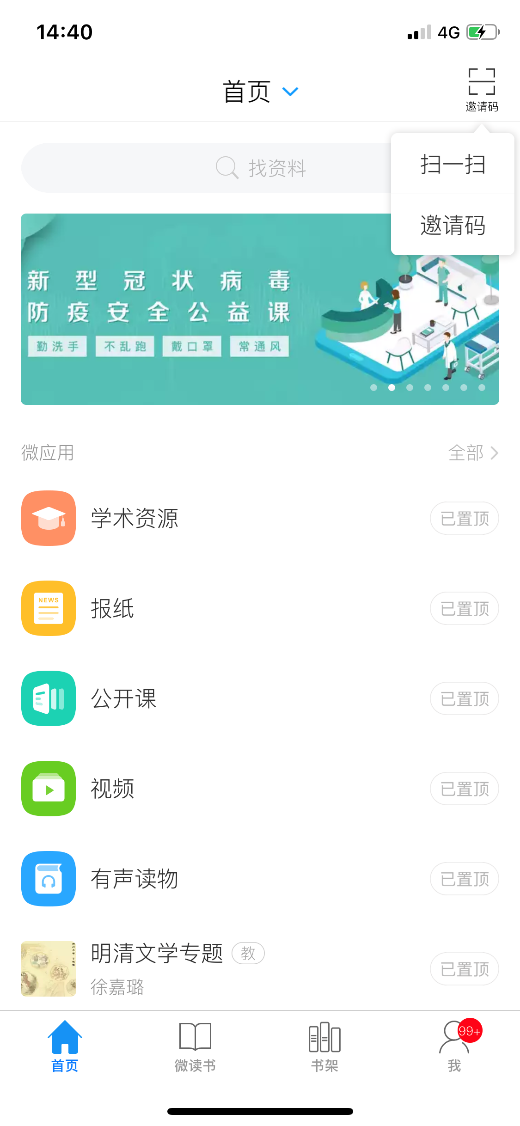 14:40
4G
首页
邀请码
扫一扫
邀请码
找资料
新型冠状病毒
防疫安全公益课
勤洗手 不乱跑 戴口罩 常通风
微应用
全部
学术资源
已置顶
NEWS
报纸
已置顶
公开课
已置顶
视频
已置顶
有声读物
已置顶
明清文学专题 教
徐嘉璐
已置顶
99+
首页
微读书
书架
我